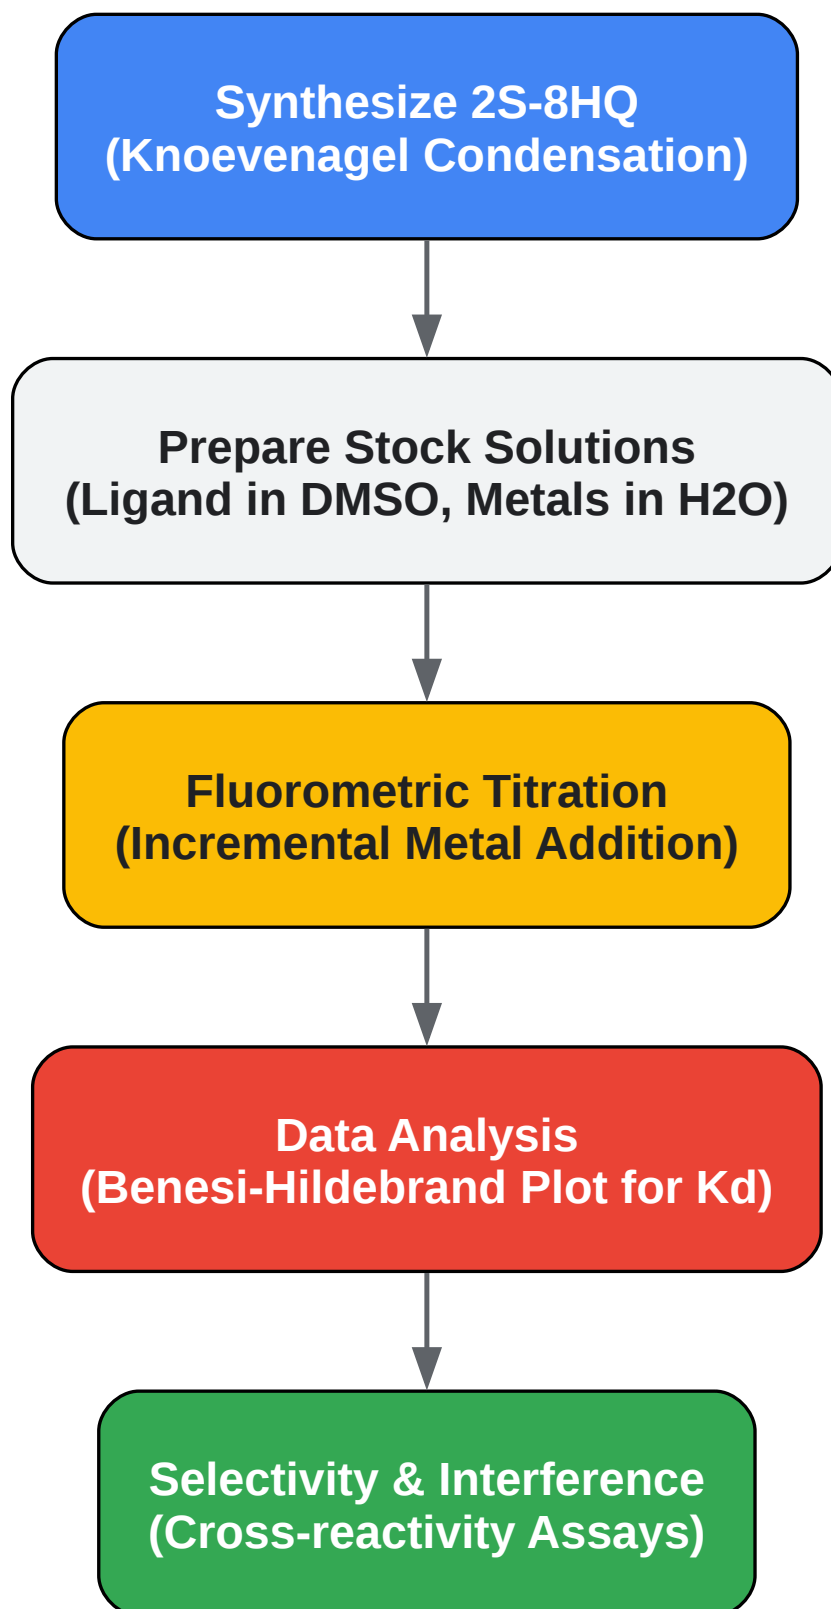 Synthesize 2S-8HQ
(Knoevenagel Condensation)
Prepare Stock Solutions
(Ligand in DMSO, Metals in H2O)
Fluorometric Titration
(Incremental Metal Addition)
Data Analysis
(Benesi-Hildebrand Plot for Kd)
Selectivity & Interference
(Cross-reactivity Assays)